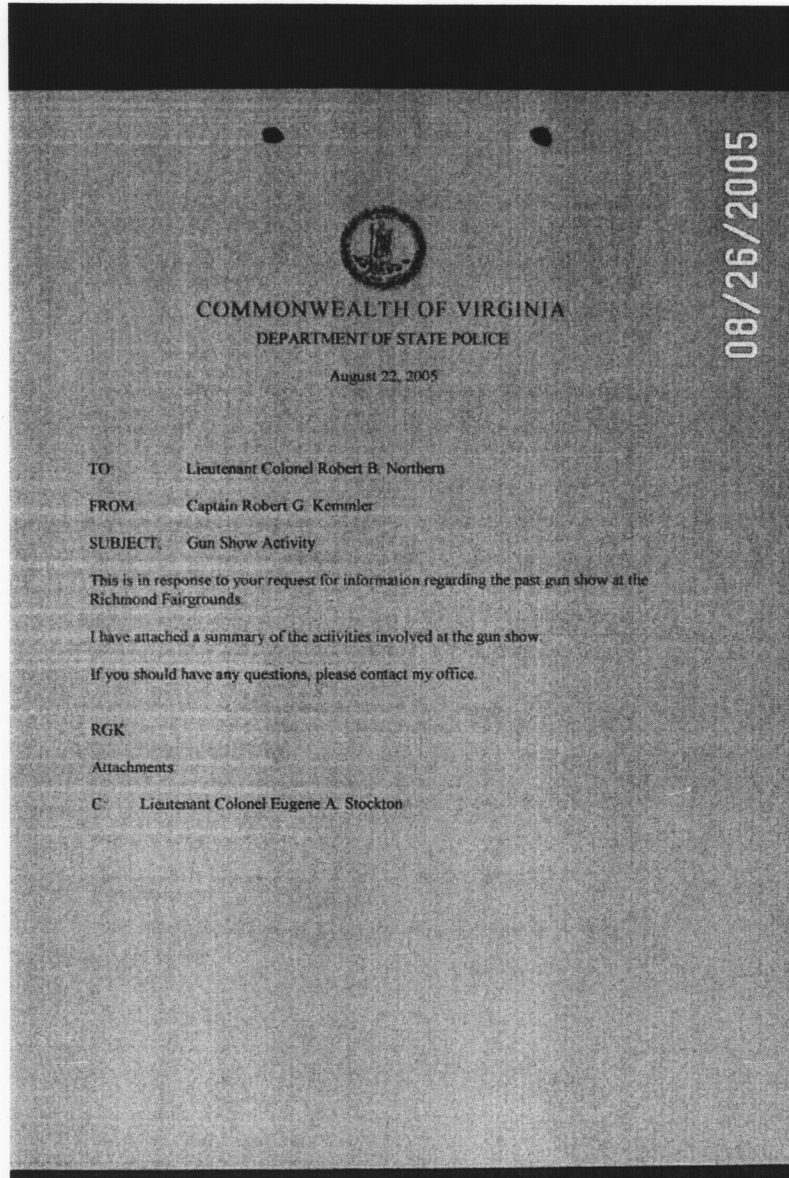 08/26/2005
COMMONWEALTH OF VIRGINIA
DEPARTMENT OF STATE POLICE
August 22, 2005
TO: Lieutenant Colonel Robert B. Northern
FROM Captain Robert G. Kemmler
SUBJECT: Gun Show Activity
This is in response to your request for information regarding the past gun show at the
Richmond Fairgrounds.
I have attached a summary of the activities involved at the gun show.
If you should have any questions, please contact my office.
RGK
Attachments
C: Lieutenant Colonel Eugene A. Stockton